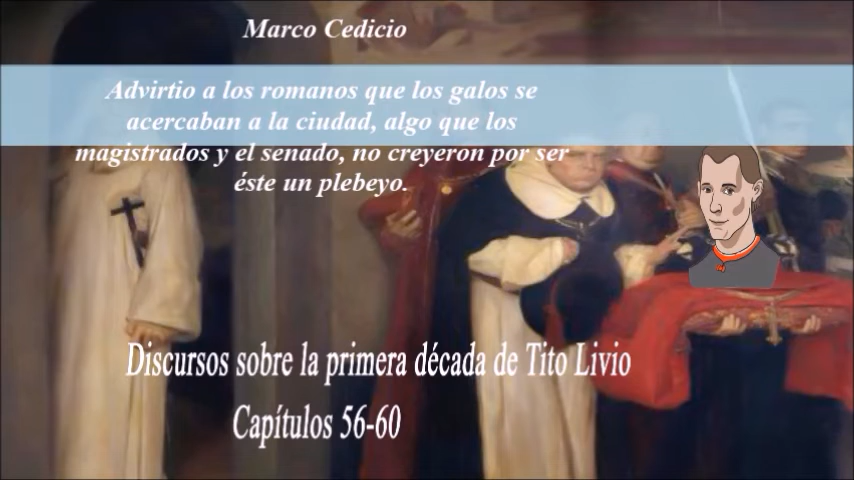 Marco Cedicio
Advirtio a los romanos que los galos se
acercaban a la ciudad, algo que los
magistrados y el senado, no creyeron por ser
éste un plebeyo.
Discursos sobre la primera década de Tito Livio
Capítulos 56-60